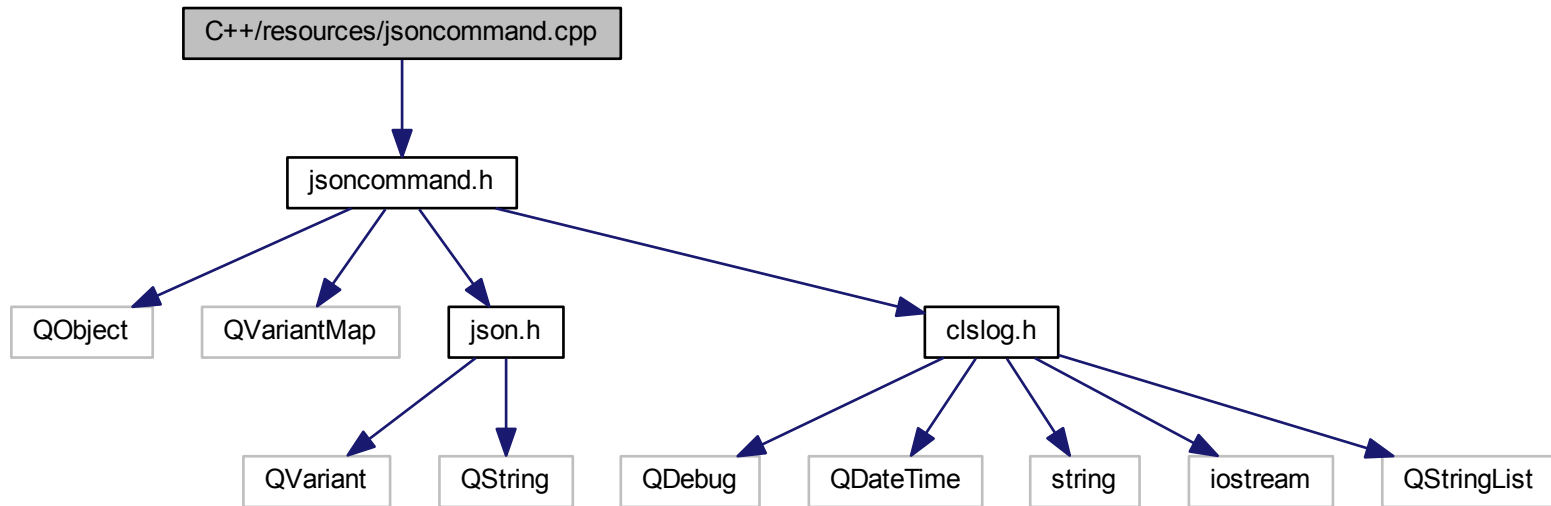 C++/resources/jsoncommand.cpp
jsoncommand.h
QObject
QVariantMap
json.h
clslog.h
QVariant
QString
QDebug
QDateTime
string
iostream
QStringList